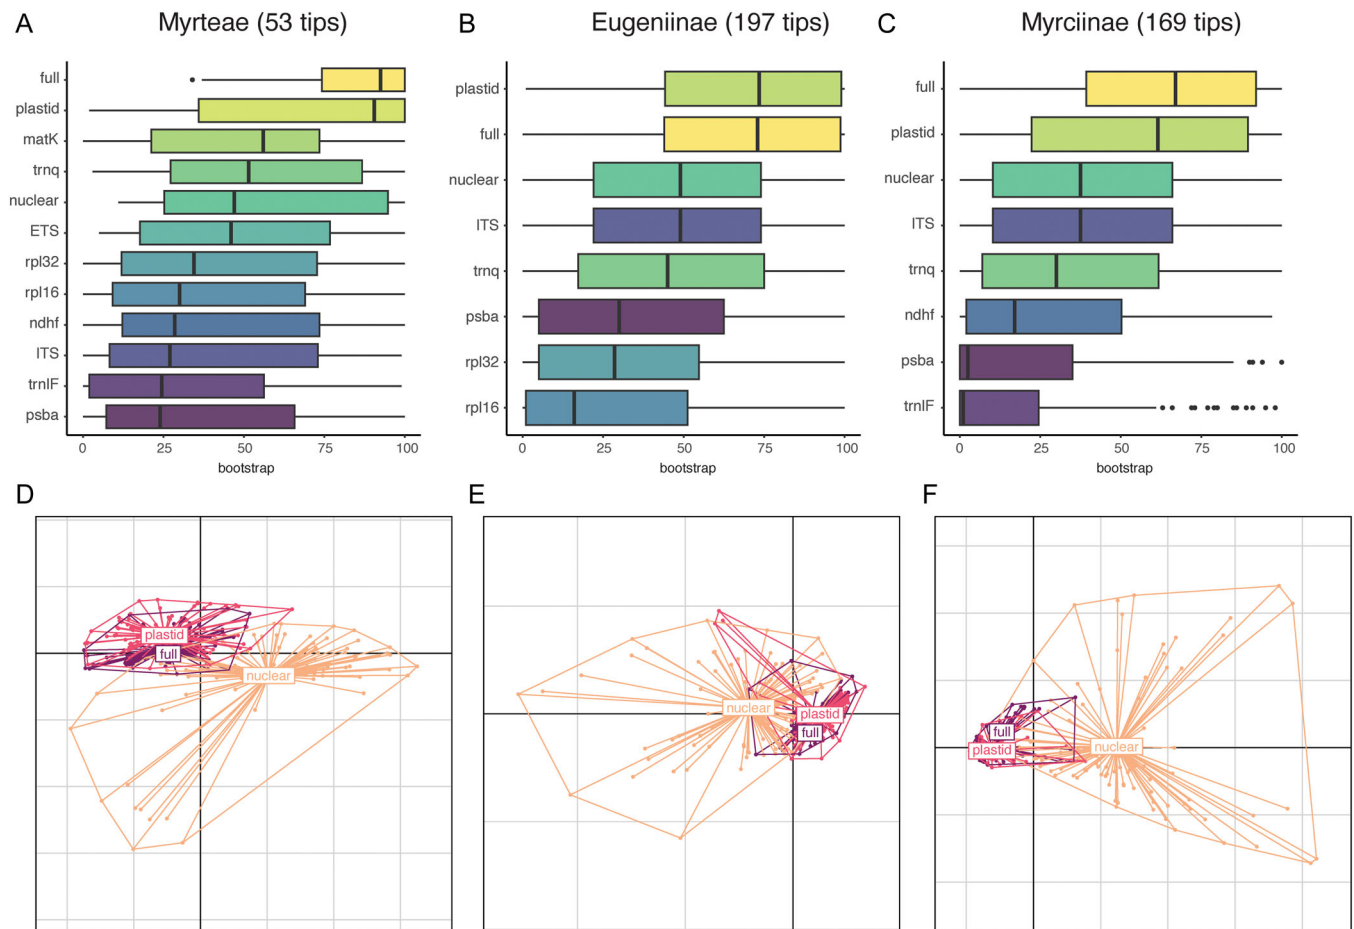 A Myrteae (53 tips)
B Eugeniinae (197 tips)
C Myrciinae (169 tips)
full
plastid
matK
trnq
nuclear
ETS
rpl32
rpl16
ndhf
ITS
trnlF
psba
0 25 50 75 100
bootstrap
plastid
full
nuclear
ITS
trnq
psba
rpl32
rpl16
0 25 50 75 100
bootstrap
full
plastid
nuclear
ITS
trnq
ndhf
psba
trnlF
0 25 50 75 100
bootstrap
D
plastid
full
nuclear
E
nuclear
plastid
full
F
full
plastid
nuclear